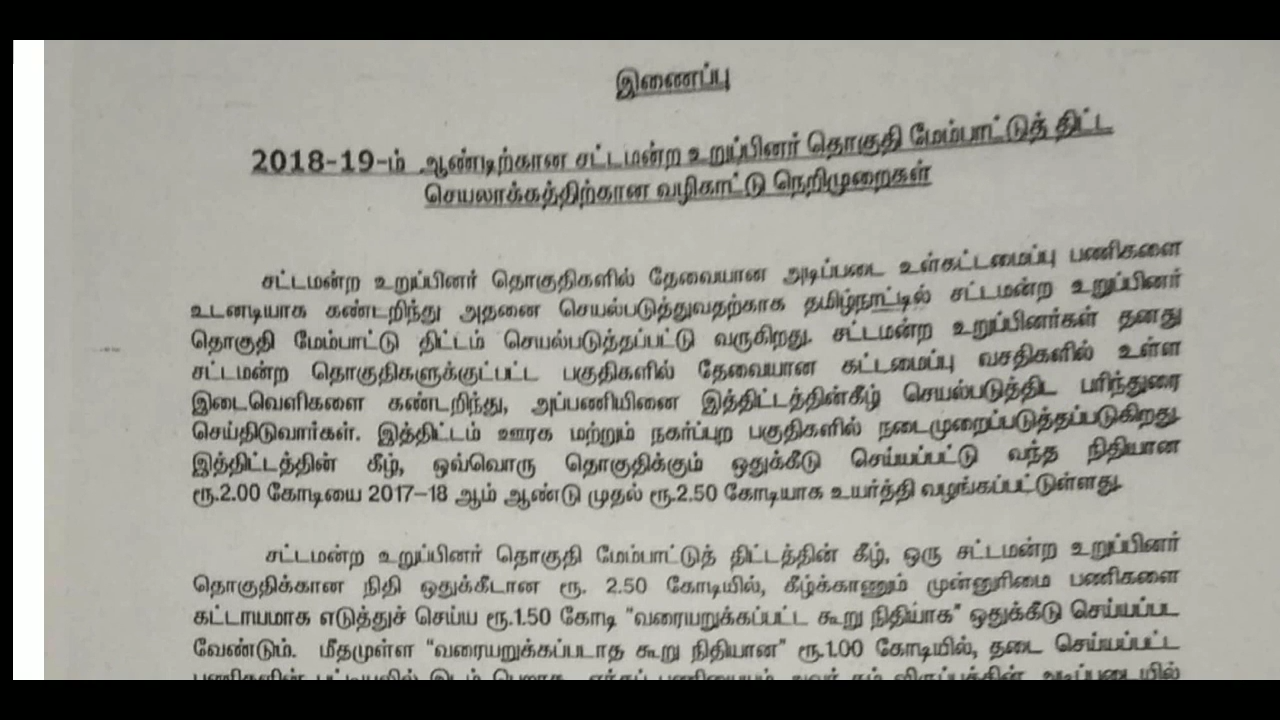 இணைப்பு
2018-19-ம் ஆண்டிற்கான சட்டமன்ற உறுப்பினர் தொகுதி மேம்பாட்டுத் திட்ட
செயலாக்கத்திற்கான வழிகாட்டு நெறிமுறைகள்
சட்டமன்ற உறுப்பினர் தொகுதிகளில் தேவையான அடிப்படை உள்கட்டமைப்பு பணிகளை
உடனடியாக கண்டறிந்து அதனை செயல்படுத்துவதற்காக தமிழ்நாட்டில் சட்டமன்ற உறுப்பினர்
தொகுதி மேம்பாட்டு திட்டம் செயல்படுத்தப்பட்டு வருகிறது. சட்டமன்ற உறுப்பினர்கள் தனது
சட்டமன்ற தொகுதிகளுக்குட்பட்ட பகுதிகளில் தேவையான கட்டமைப்பு வசதிகளில் உள்ள
இடைவெளிகளை கண்டறிந்து, அப்பணியினை இத்திட்டத்தின்கீழ் செயல்படுத்திட பரிந்துரை
செய்திடுவார்கள். இத்திட்டம் ஊரக மற்றும் நகர்ப்புற பகுதிகளில் நடைமுறைப்படுத்தப்படுகிறது.
இத்திட்டத்தின் கீழ், ஒவ்வொரு தொகுதிக்கும் ஒதுக்கீடு செய்யப்பட்டு வந்த நிதியான
ரூ.2.00 கோடியை 2017-18 ஆம் ஆண்டு முதல் ரூ.2.50 கோடியாக உயர்த்தி வழங்கப்பட்டுள்ளது.
சட்டமன்ற உறுப்பினர் தொகுதி மேம்பாட்டுத் திட்டத்தின் கீழ், ஒரு சட்டமன்ற உறுப்பினர்
தொகுதிக்கான நிதி ஒதுக்கீடான ரூ. 2.50 கோடியில், கீழ்க்காணும் முன்னுரிமை பணிகளை
கட்டாயமாக எடுத்துச் செய்ய ரூ.1.50 கோடி "வரையறுக்கப்பட்ட கூறு நிதியாக" ஒதுக்கீடு செய்யப்பட
வேண்டும். மீதமுள்ள "வரையறுக்கப்படாத கூறு நிதியான" ரூ.1.00 கோடியில், தடை செய்யப்பட்ட